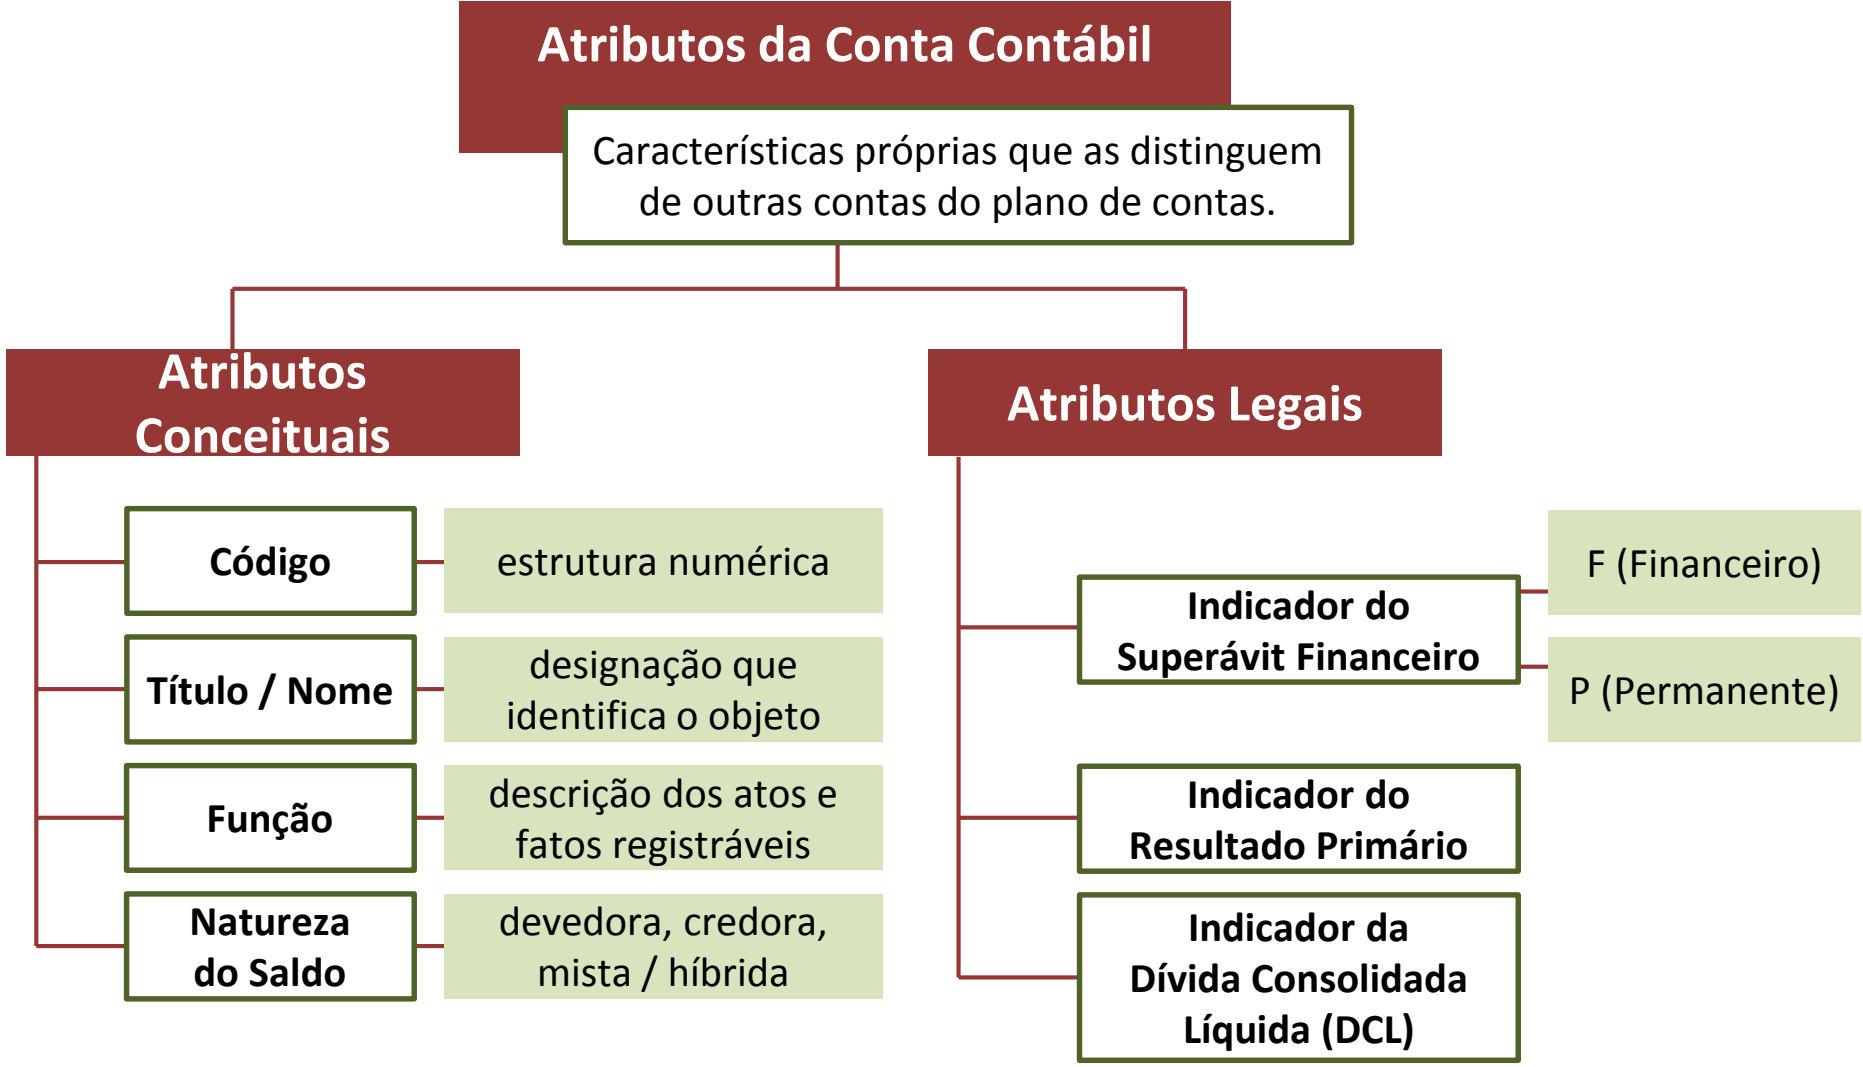 Atributos da Conta Contábil
Características próprias que as distinguem
de outras contas do plano de contas.
Atributos
Conceituais
Código
estrutura numérica
Título / Nome
designação que
identifica o objeto
Função
descrição dos atos e
fatos registráveis
Natureza
do Saldo
devedora, credora,
mista / híbrida
Atributos Legais
Indicador do
Superávit Financeiro
F (Financeiro)
P (Permanente)
Indicador do
Resultado Primário
Indicador da
Dívida Consolidada
Líquida (DCL)